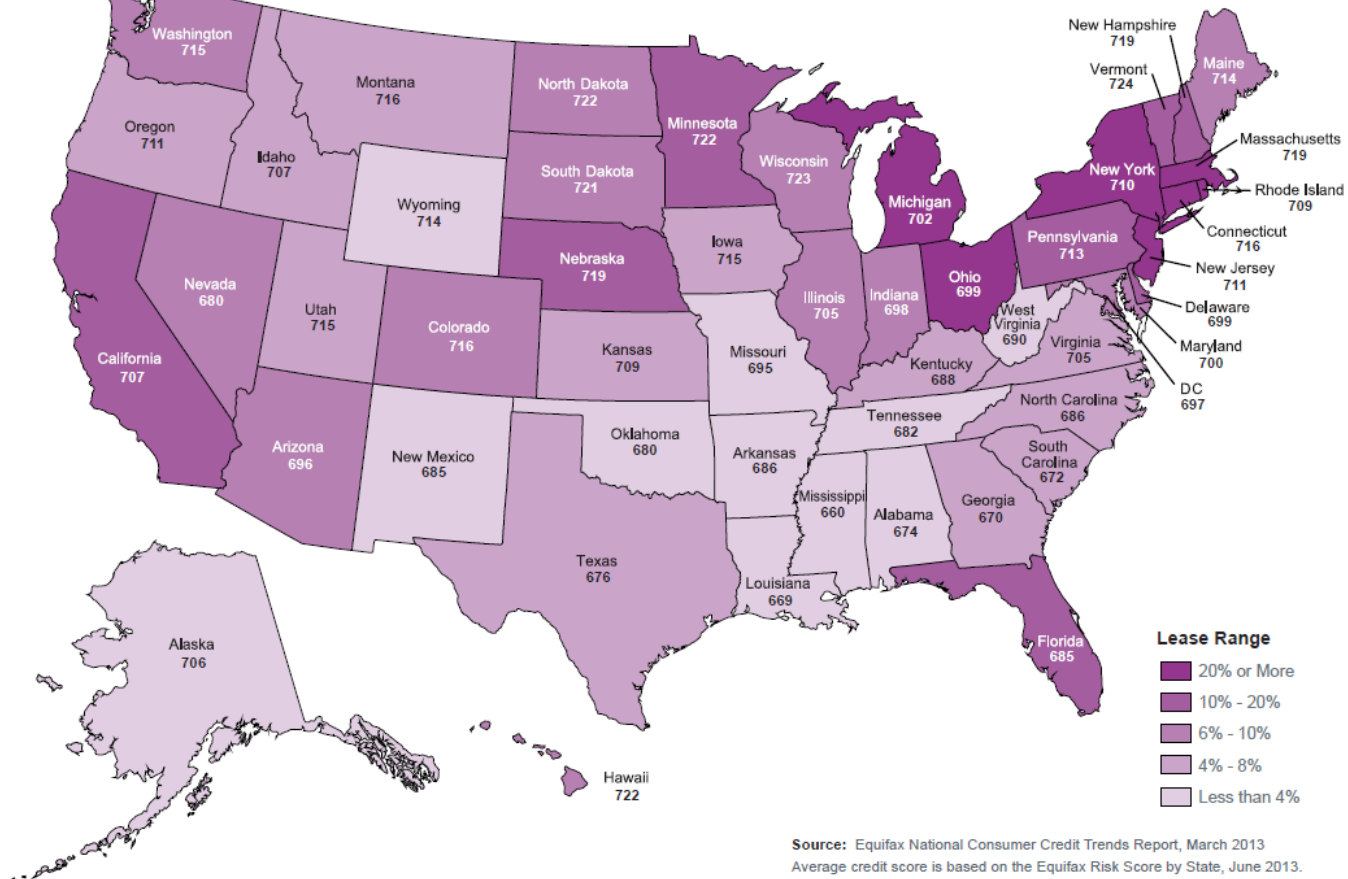 Washington
715
Montana
716
North Dakota
722
Minnesota
722
Oregon
711
Idaho
707
South Dakota
721
Wisconsin
723
Wyoming
714
Michigan
702
New Hampshire
719
Vermont
724
Maine
714
Massachusetts
719
New York
710
Rhode Island
709
Connecticut
716
Pennsylvania
713
New Jersey
711
Delaware
699
Maryland
700
DC
697
Nevada
680
Utah
715
Colorado
716
Nebraska
719
Iowa
715
Illinois
705
Indiana
698
Ohio
699
West
Virginia
690
Virginia
705
California
707
Kansas
709
Missouri
695
Kentucky
688
North Carolina
686
Tennessee
682
Arizona
696
New Mexico
685
Oklahoma
680
Arkansas
686
South
Carolina
672
Mississippi
660
Alabama
674
Georgia
670
Texas
676
Louisiana
669
Florida
685
Alaska
706
Hawaii
722
Lease Range
20% or More
10% - 20%
6% - 10%
4% - 8%
Less than 4%
Source: Equifax National Consumer Credit Trends Report, March 2013
Average credit score is based on the Equifax Risk Score by State, June 2013.